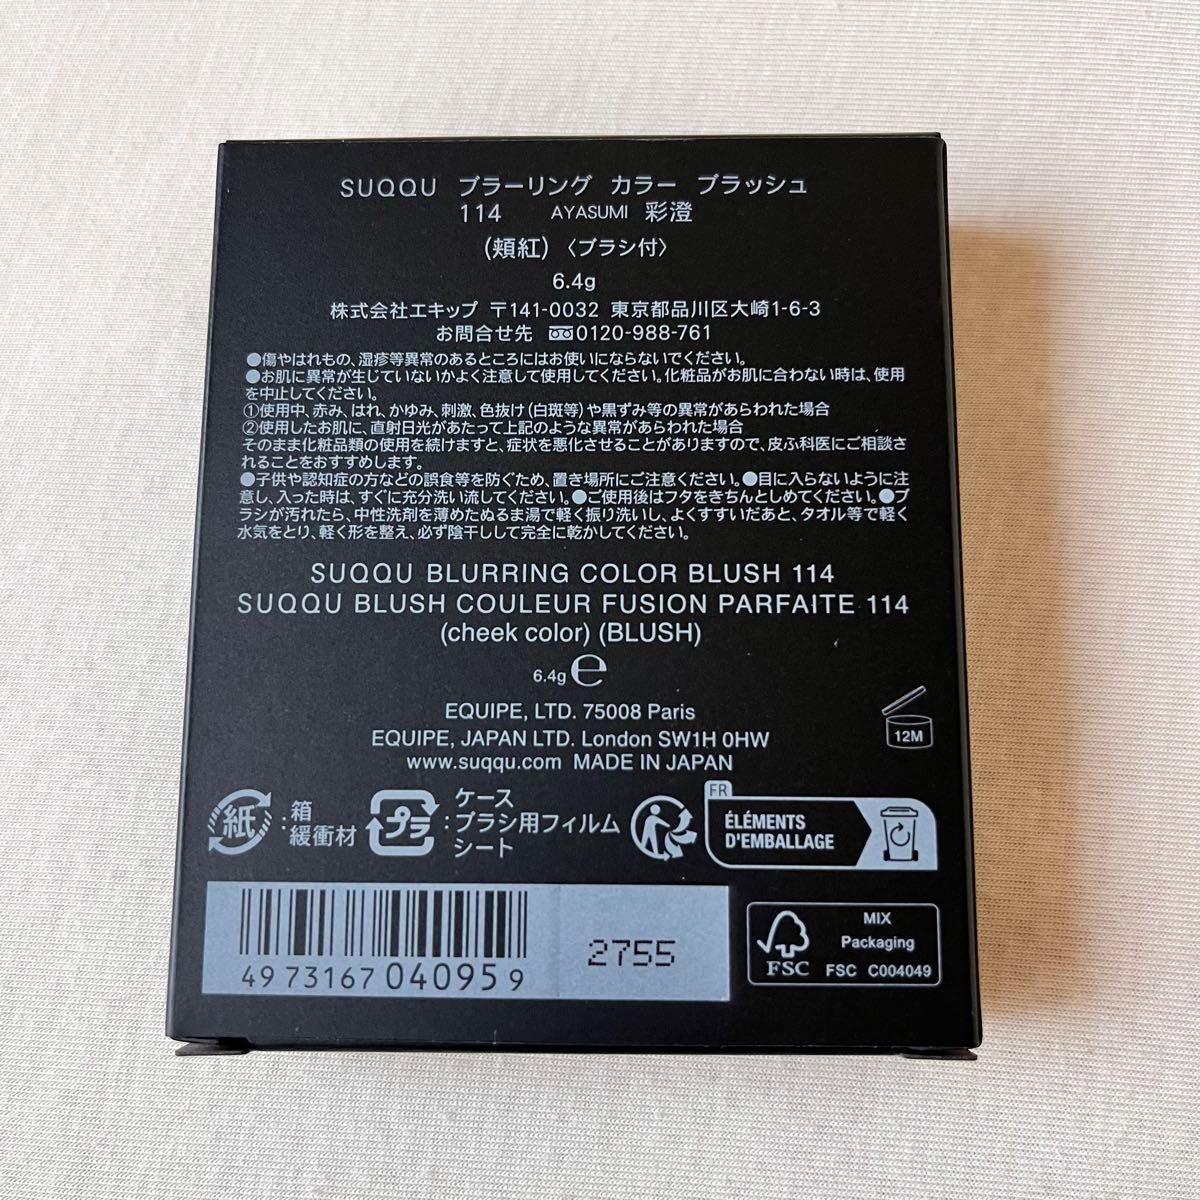 SUQQU ブラーリング カラー ブラッシュ
114 AYASUMI 彩澄
(頬紅)〈ブラシ付〉
6.4g
株式会社エキップ 〒141-0032 東京都品川区大崎1-6-3
お問合せ先 0120-988-761
●傷やはれもの、湿疹等異常のあるところにはお使いにならないでください。
●お肌に異常が生じていないかよく注意して使用してください。化粧品がお肌に合わない時は、使用
を中止してください。
①使用中、赤み、はれ、かゆみ、刺激、色抜け(白斑等)や黒ずみ等の異常があらわれた場合
②使用したお肌に、直射日光があたって上記のような異常があらわれた場合
そのまま化粧品類の使用を続けますと、症状を悪化させることがありますので、皮ふ科医にご相談さ
れることをおすすめします。
●子供や認知症の方などの誤食等を防ぐため、置き場所にご注意ください。●目に入らないように注
意し、入った時は、すぐに充分洗い流してください。●ご使用後はフタをきちんとしめてください。●ブ
ラシが汚れたら、中性洗剤を薄めたぬるま湯で軽く振り洗いし、よくすすいだあと、タオル等で軽く
水気をとり、軽く形を整え、必ず陰干しして完全に乾かしてください。
SUQQU BLURRING COLOR BLUSH 114
SUQQU BLUSH COULEUR FUSION PARFAITE 114
(cheek color) (BLUSH)
6.4g ℮
EQUIPE, LTD. 75008 Paris
EQUIPE, JAPAN LTD. London SW1H 0HW
www.suqqu.com MADE IN JAPAN
12M
紙 :箱
緩衝材
プラ :ケース
ブラシ用フィルム
シート
FR
ÉLÉMENTS
D'EMBALLAGE
4973167040959
2755
FSC
MIX
Packaging
FSC C004049